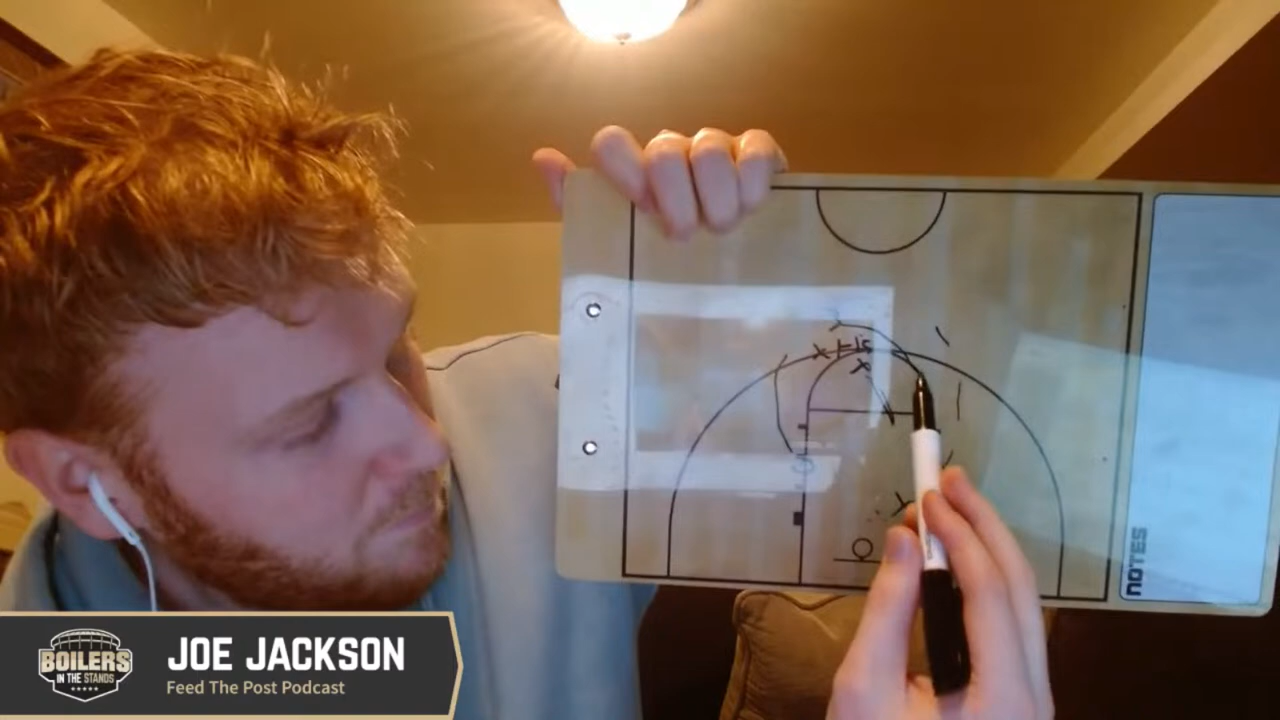 NOTES
BOILERS
IN THE STANDS
JOE JACKSON
Feed The Post Podcast